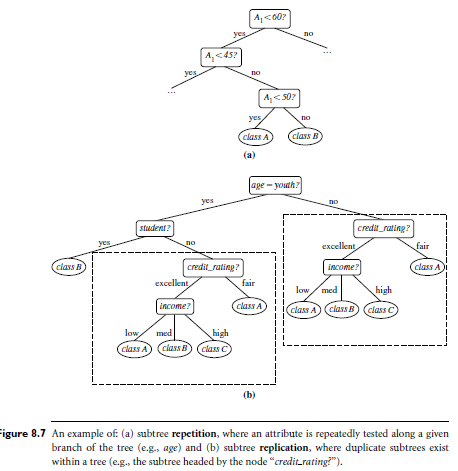 A1<60?
yes no
A1<45? ...
yes no
... A1<50?
yes no
class A class B
(a)
age = youth?
yes no
student? credit_rating?
yes no excellent fair
class B credit_rating? income? class A
excellent fair low med high
income? class A class A class B class C
low med high
class A class B class C
(b)
Figure 8.7 An example of: (a) subtree repetition, where an attribute is repeatedly tested along a given
branch of the tree (e.g., age) and (b) subtree replication, where duplicate subtrees exist
within a tree (e.g., the subtree headed by the node “credit_rating?”).